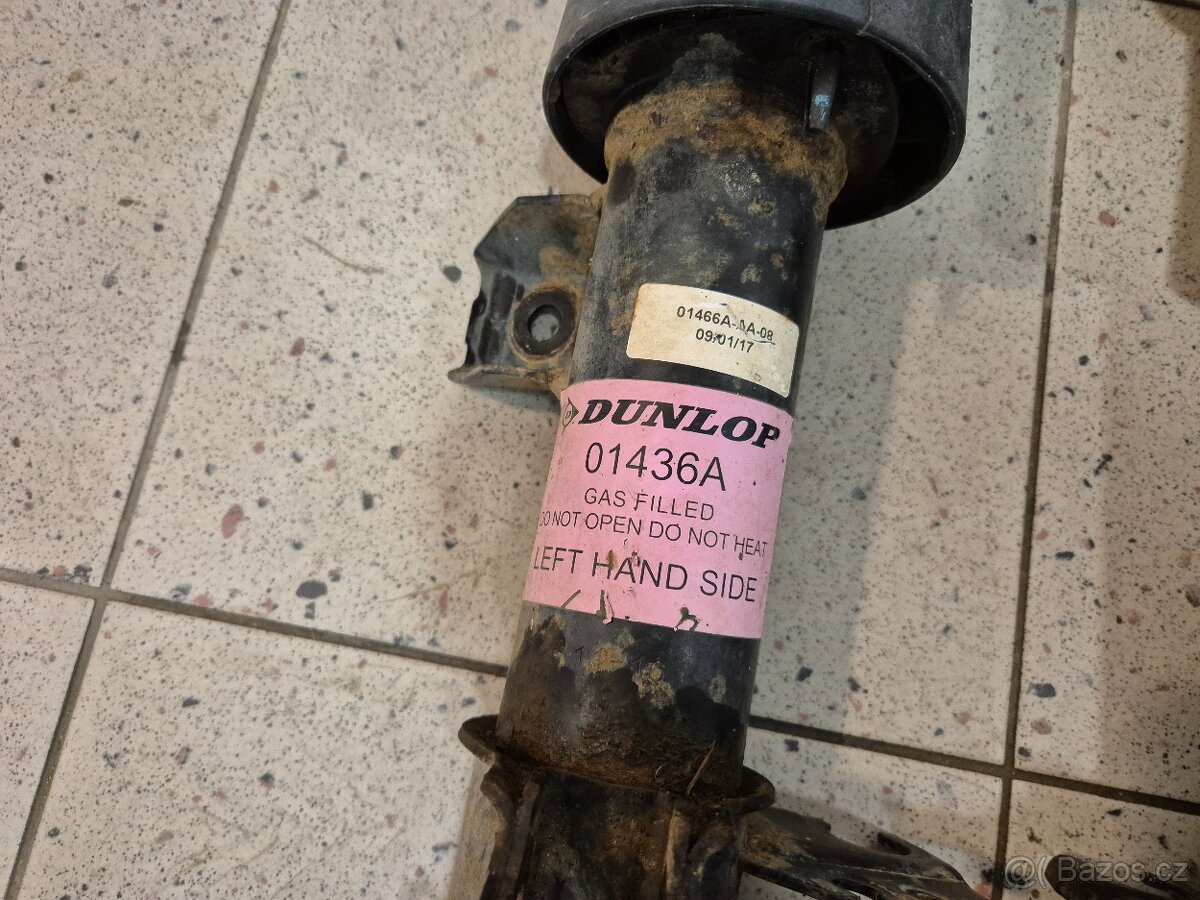 01466A-AA-08
09/01/17
DUNLOP
01436A
GAS FILLED
DO NOT OPEN DO NOT HEAT
LEFT HAND SIDE
@( Bazos.cz